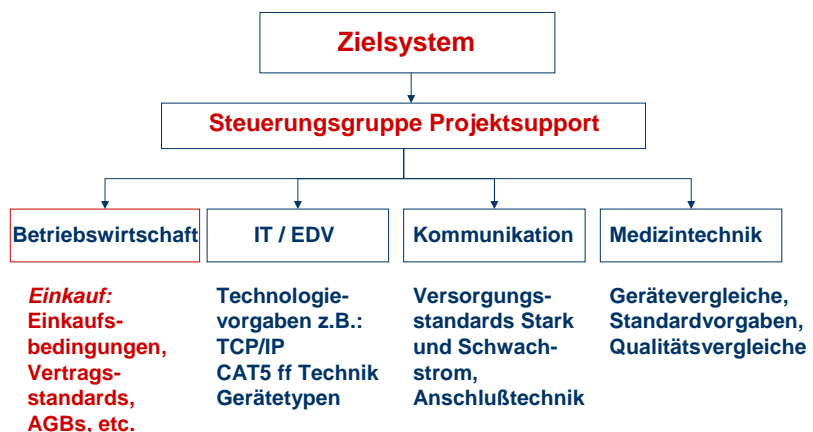 Zielsystem
Steuerungsgruppe Projektsupport
Betriebswirtschaft
IT / EDV
Kommunikation
Medizintechnik
Einkauf:
Einkaufs-
bedingungen,
Vertrags-
standards,
AGBs, etc.
Technologie-
vorgaben z.B.:
TCP/IP
CAT5 ff Technik
Gerätetypen
Versorgungs-
standards Stark
und Schwach-
strom,
Anschlußtechnik
Gerätevergleiche,
Standardvorgaben,
Qualitätsvergleiche